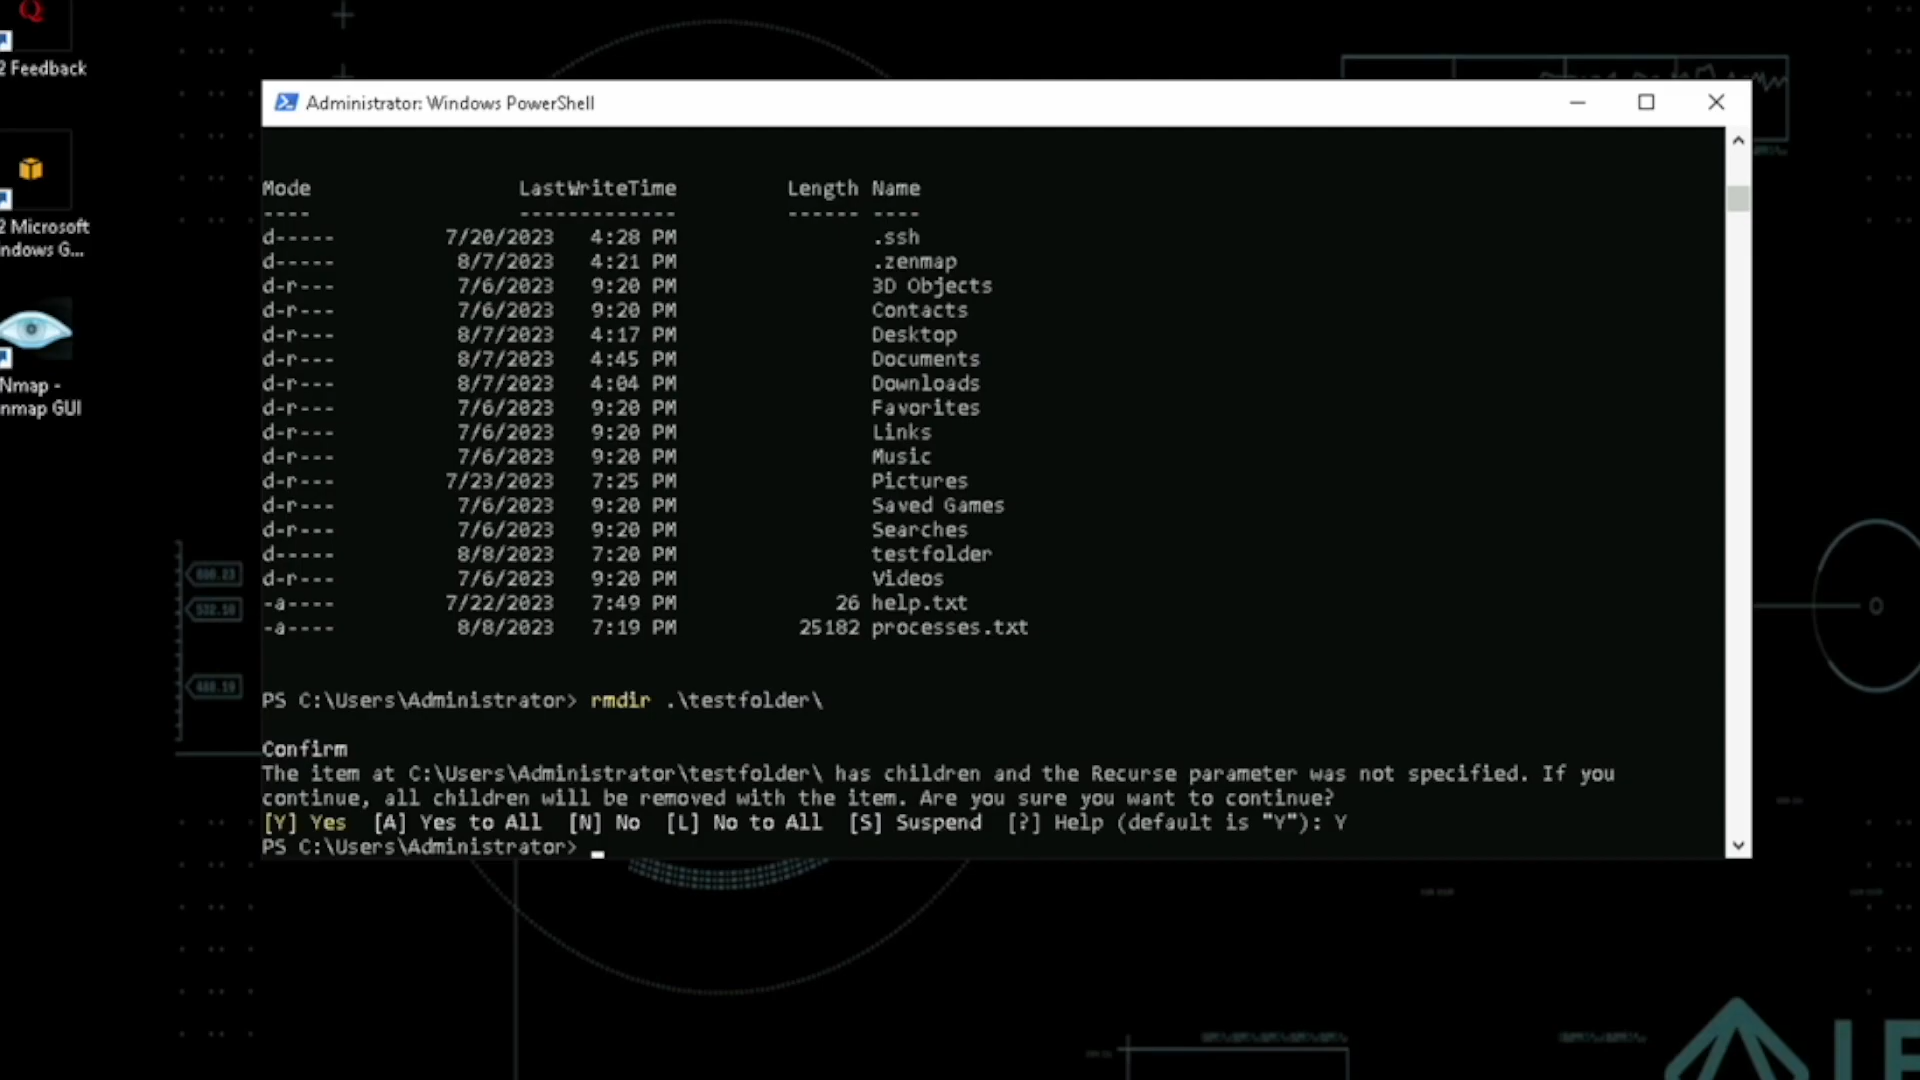 2 Feedback
2 Microsoft
ndows G...
Nmap -
nmap GUI
Administrator: Windows PowerShell
Mode LastWriteTime Length Name
---- ------------- ------ ----
d----- 7/20/2023 4:28 PM .ssh
d----- 8/7/2023 4:21 PM .zenmap
d-r--- 7/6/2023 9:20 PM 3D Objects
d-r--- 7/6/2023 9:20 PM Contacts
d-r--- 8/7/2023 4:17 PM Desktop
d-r--- 8/7/2023 4:45 PM Documents
d-r--- 8/7/2023 4:04 PM Downloads
d-r--- 7/6/2023 9:20 PM Favorites
d-r--- 7/6/2023 9:20 PM Links
d-r--- 7/6/2023 9:20 PM Music
d-r--- 7/23/2023 7:25 PM Pictures
d-r--- 7/6/2023 9:20 PM Saved Games
d-r--- 7/6/2023 9:20 PM Searches
d----- 8/8/2023 7:20 PM testfolder
d-r--- 7/6/2023 9:20 PM Videos
-a---- 7/22/2023 7:49 PM 26 help.txt
-a---- 8/8/2023 7:19 PM 25182 processes.txt
PS C:\Users\Administrator> rmdir .\testfolder\
Confirm
The item at C:\Users\Administrator\testfolder\ has children and the Recurse parameter was not specified. If you
continue, all children will be removed with the item. Are you sure you want to continue?
[Y] Yes [A] Yes to All [N] No [L] No to All [S] Suspend [?] Help (default is "Y"): Y
PS C:\Users\Administrator>